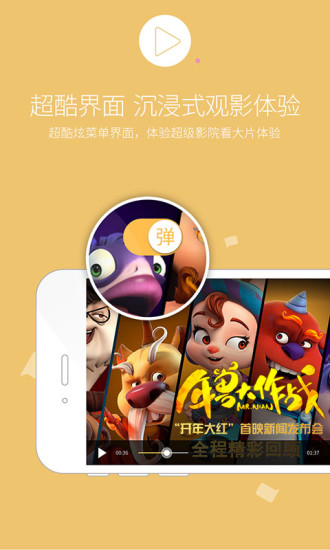 超酷界面 沉浸式观影体验
超酷炫菜单界面，体验超级影院看大片体验
弹
年兽大作战
MR.NIAN
“开年大红”首映新闻发布会
全程精彩回顾
00:36
01:37